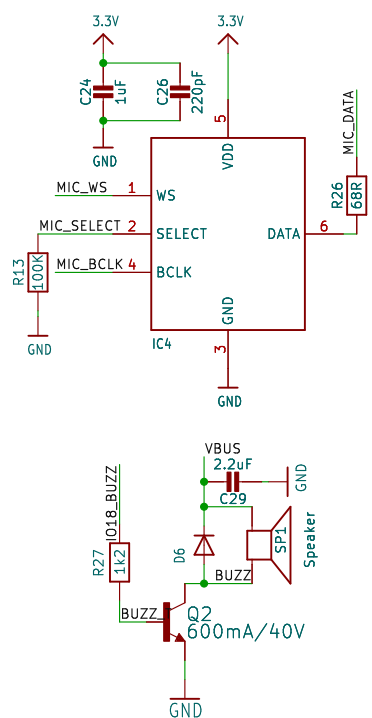 3.3V
3.3V
C24
1uF
C26
220pF
GND
5
VDD
MIC_DATA
R26
68R
MIC_WS
1
WS
MIC_SELECT
2
SELECT
DATA
6
R13
100K
MIC_BCLK
4
BCLK
GND
GND
IC4
3
GND
VBUS
2.2uF
C29
GND
IO18_BUZZ
R27
1k2
D6
SP1
Speaker
BUZZ
BUZZ_
Q2
600mA/40V
GND